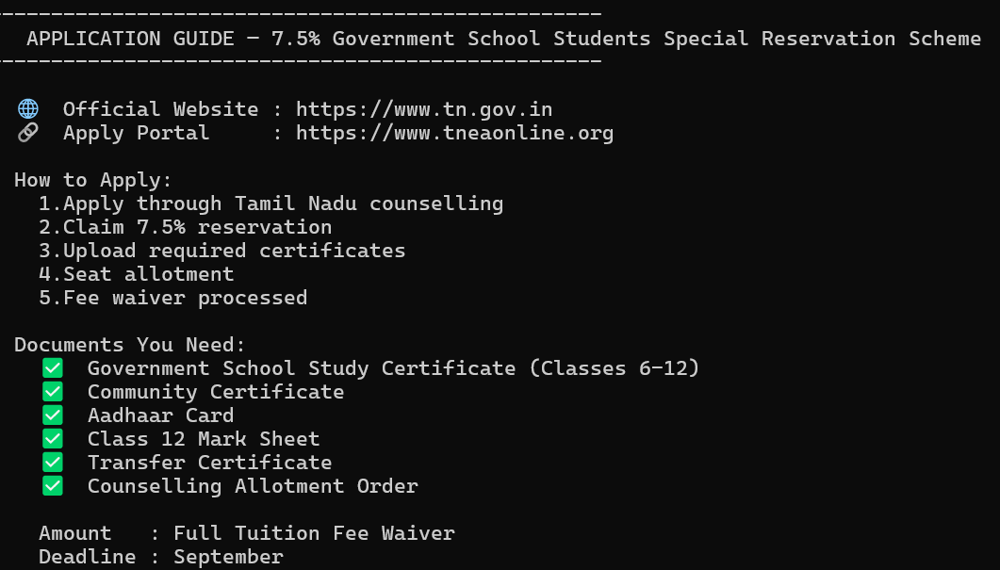 APPLICATION GUIDE — 7.5% Government School Students Special Reservation Scheme
🌐 Official Website : https://www.tn.gov.in
🔗 Apply Portal : https://www.tneaonline.org
How to Apply:
1.Apply through Tamil Nadu counselling
2.Claim 7.5% reservation
3.Upload required certificates
4.Seat allotment
5.Fee waiver processed
Documents You Need:
✅ Government School Study Certificate (Classes 6–12)
✅ Community Certificate
✅ Aadhaar Card
✅ Class 12 Mark Sheet
✅ Transfer Certificate
✅ Counselling Allotment Order
Amount : Full Tuition Fee Waiver
Deadline : September